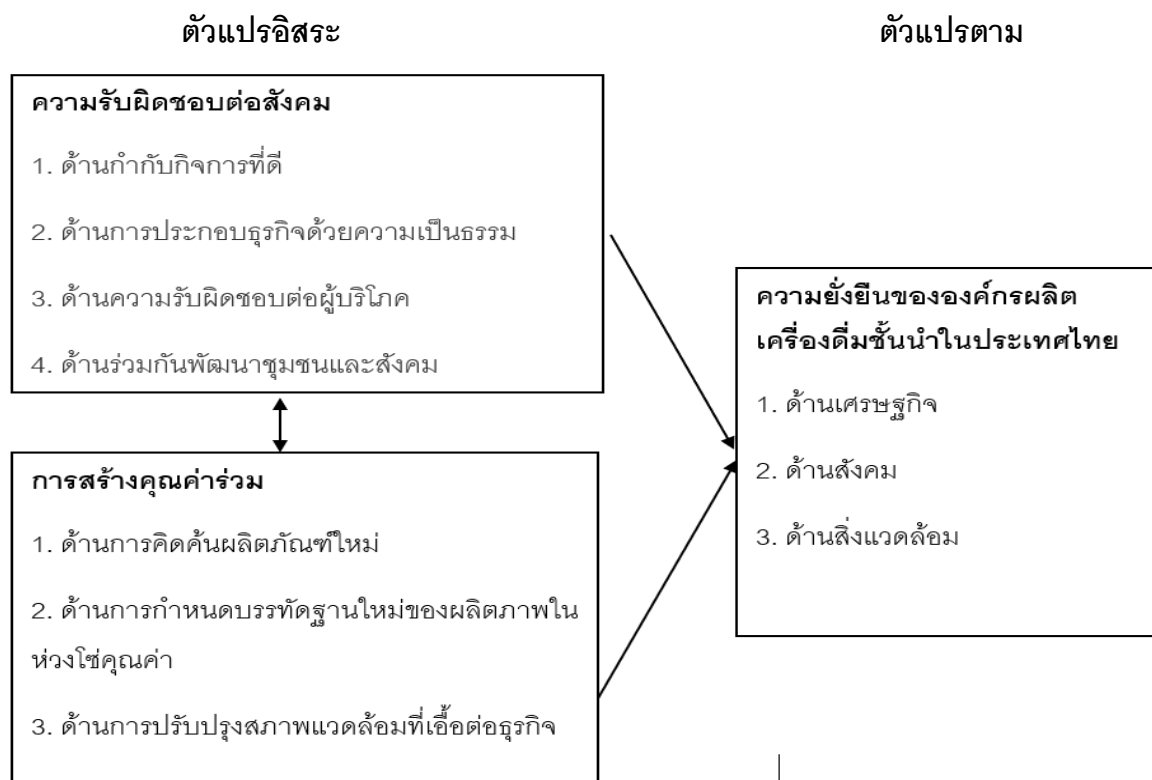 ตัวแปรอิสระ
ตัวแปรตาม
ความรับผิดชอบต่อสังคม
1. ด้านกำกับกิจการที่ดี
2. ด้านการประกอบธุรกิจด้วยความเป็นธรรม
3. ด้านความรับผิดชอบต่อผู้บริโภค
4. ด้านร่วมกันพัฒนาชุมชนและสังคม
การสร้างคุณค่าร่วม
1. ด้านการคิดค้นผลิตภัณฑ์ใหม่
2. ด้านการกำหนดบรรทัดฐานใหม่ของผลิตภาพใน
ห่วงโซ่คุณค่า
3. ด้านการปรับปรุงสภาพแวดล้อมที่เอื้อต่อธุรกิจ
ความยั่งยืนขององค์กรผลิต
เครื่องดื่มชั้นนำในประเทศไทย
1. ด้านเศรษฐกิจ
2. ด้านสังคม
3. ด้านสิ่งแวดล้อม